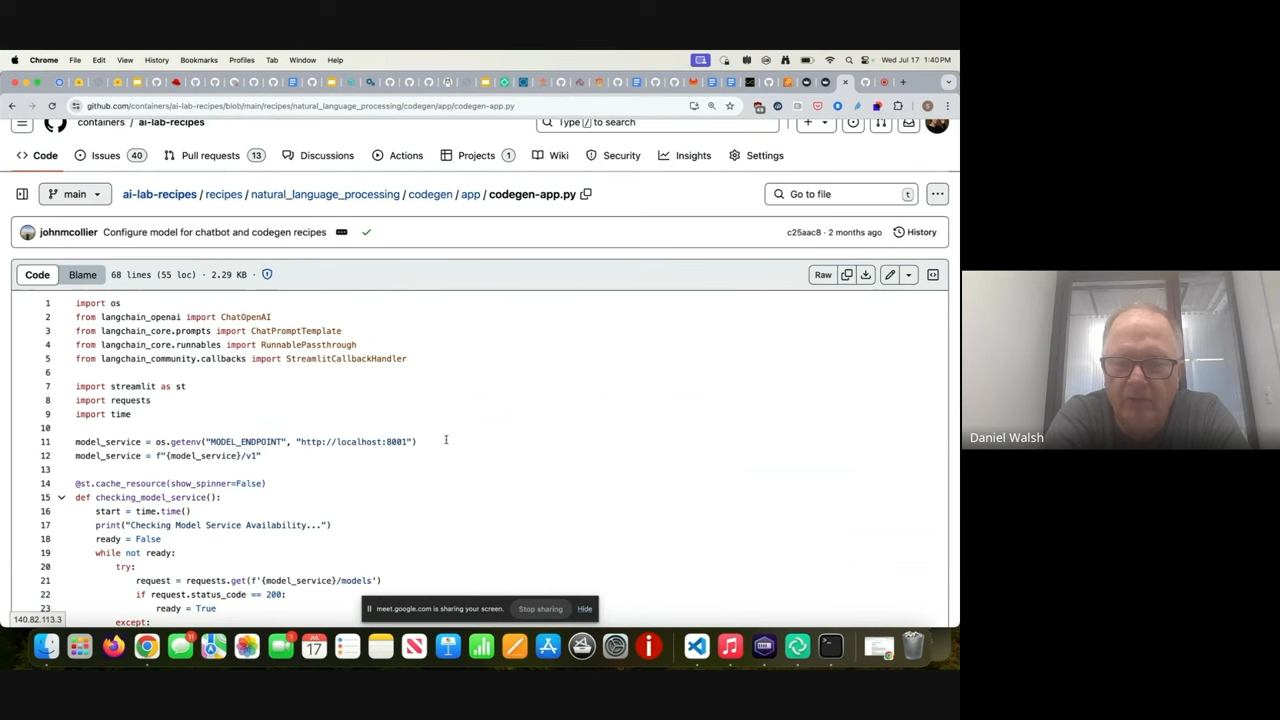 Chrome File Edit View History Bookmarks Profiles Tab Window Help Wed Jul 17 1:40PM
github.com/containers/ai-lab-recipes/blob/main/recipes/natural_language_processing/codegen/app/codegen-app.py
containers / ai-lab-recipes Type / to search
Code Issues 40 Pull requests 13 Discussions Actions Projects 1 Wiki Security Insights Settings
main ai-lab-recipes / recipes / natural_language_processing / codegen / app / codegen-app.py Go to file t
johnmcollier Configure model for chatbot and codegen recipes c25aac8 · 2 months ago History
Code Blame 68 lines (55 loc) · 2.29 KB Raw
1 import os
2 from langchain_openai import ChatOpenAI
3 from langchain_core.prompts import ChatPromptTemplate
4 from langchain_core.runnables import RunnablePassthrough
5 from langchain_community.callbacks import StreamlitCallbackHandler
6
7 import streamlit as st
8 import requests
9 import time
10
11 model_service = os.getenv("MODEL_ENDPOINT", "http://localhost:8001")
12 model_service = f"{model_service}/v1"
13
14 @st.cache_resource(show_spinner=False)
15 def checking_model_service():
16 start = time.time()
17 print("Checking Model Service Availability...")
18 ready = False
19 while not ready:
20 try:
21 request = requests.get(f'{model_service}/models')
22 if request.status_code == 200:
23 ready = True
except:
140.82.113.3
meet.google.com is sharing your screen. Stop sharing Hide
JUL
17
Daniel Walsh